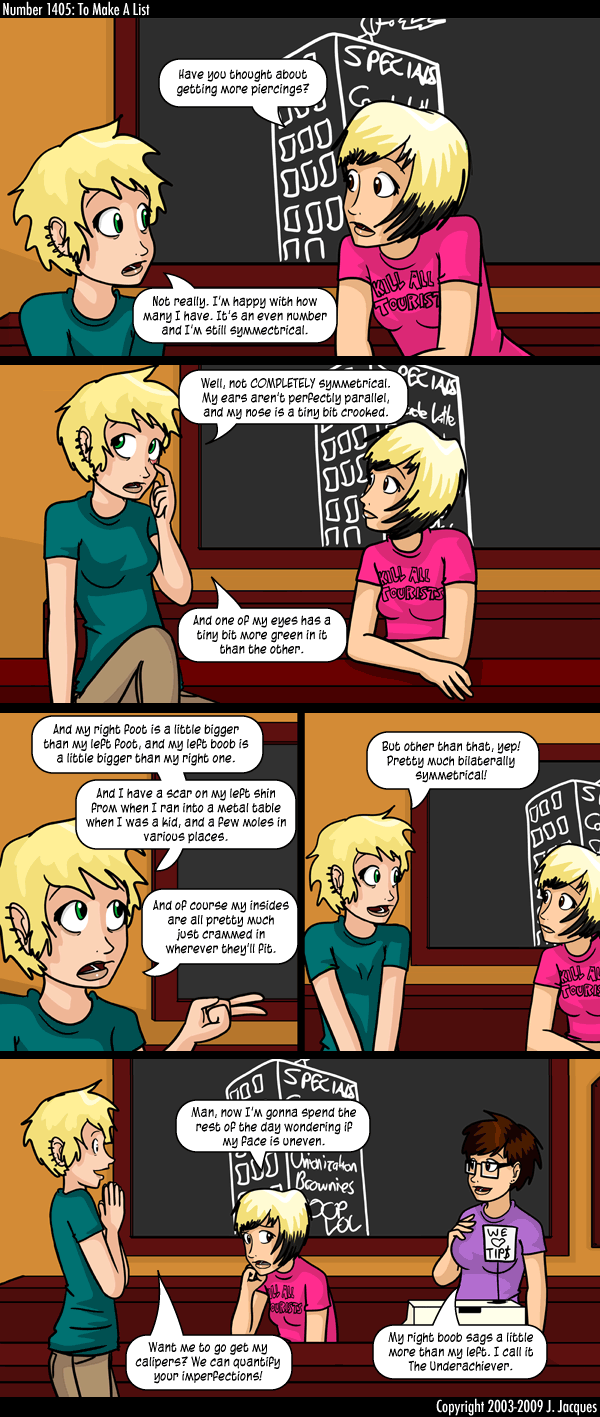 Number 1405: To Make A List
Have you thought about
getting more piercings?
SPECIALS
KILL ALL
TOURIST
Not really. I'm happy with how
many I have. It's an even number
and I'm still symmectrical.
Well, not COMPLETELY symmetrical.
My ears aren't perfectly parallel,
and my nose is a tiny bit crooked.
PECIALS
KILL ALL
TOURISTS
And one of my eyes has a
tiny bit more green in it
than the other.
And my right foot is a little bigger
than my left foot, and my left boob is
a little bigger than my right one.
And I have a scar on my left shin
from when I ran into a metal table
when I was a kid, and a few moles in
various places.
And of course my insides
are all pretty much
just crammed in
wherever they'll fit.
But other than that, yep!
Pretty much bilaterally
symmetrical!
S
KILL AL
TOUR
SPECIALS
Man, now I'm gonna spend the
rest of the day wondering if
my face is uneven.
Unionization
Brownies
OCP
LOL
WE
♡
TIP$
ILL ALL
TOURISTS
Want me to go get my
calipers? We can quantify
your imperfections!
My right boob sags a little
more than my left. I call it
The Underachiever.
Copyright 2003-2009 J. Jacques